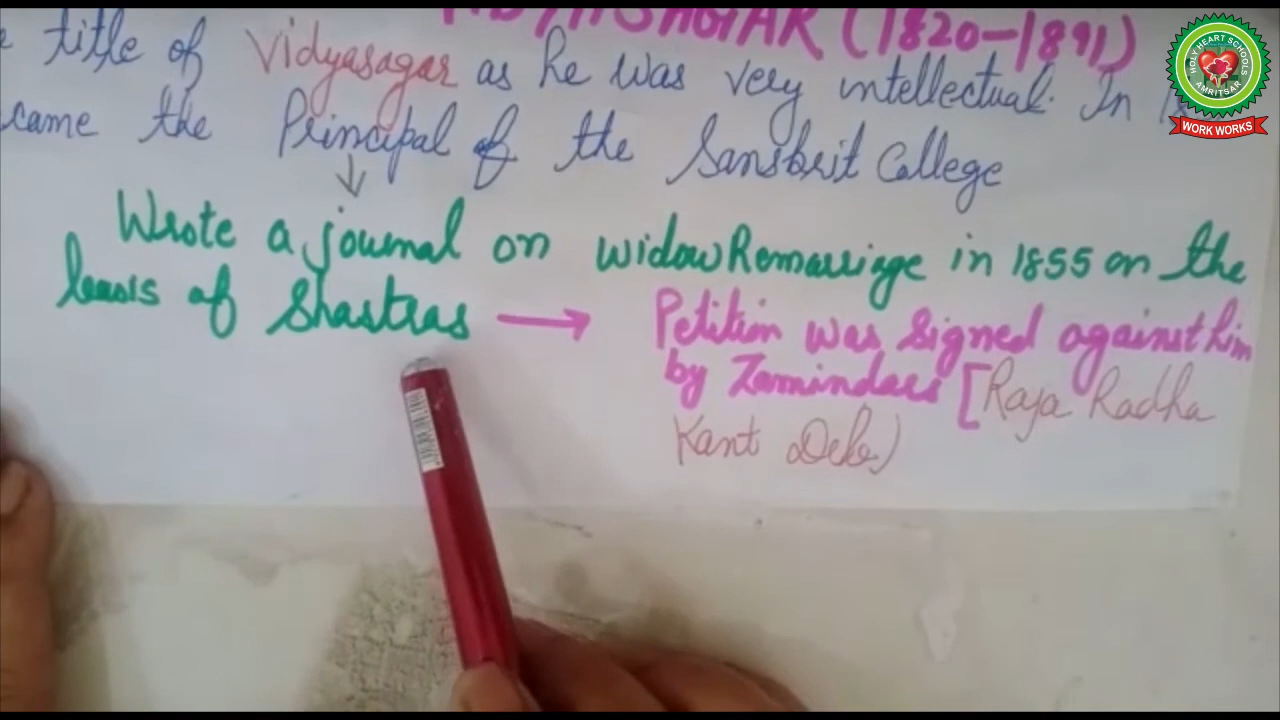 (1820-1891)
title of Vidyasagar as he was very intellectual. In
came the Principal of the Sanskrit College
Wrote a journal on widow Remarriage in 1855 on the
basis of Shastras → Petition was signed against him
by Zamindars [Raja Radha
Kant Deb)
HOLY HEART SCHOOLS
AMRITSAR
WORK WORKS